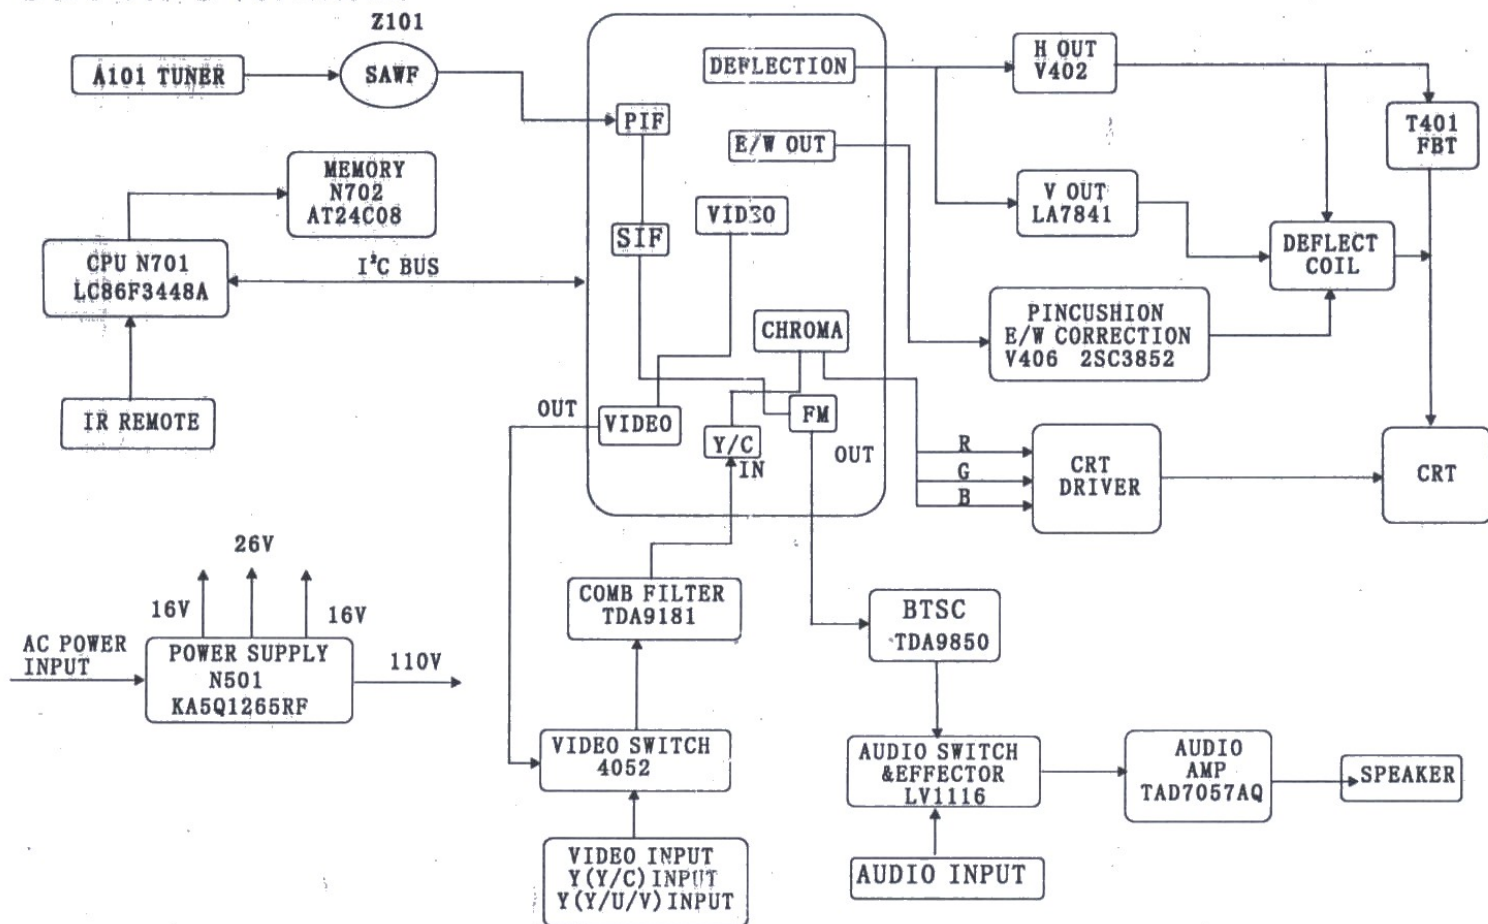 Z101
A101 TUNER
SAWF
DEFLECTION
H OUT
V402
PIF
E/W OUT
T401
FBT
MEMORY
N702
AT24C08
VIDEO
V OUT
LA7841
SIF
CPU N701
LC86F3448A
I²C BUS
DEFLECT
COIL
CHROMA
PINCUSHION
E/W CORRECTION
V406 2SC3852
IR REMOTE
OUT
VIDEO
Y/C
IN
FM
OUT
R
G
B
CRT
DRIVER
CRT
26V
16V
16V
AC POWER
INPUT
POWER SUPPLY
N501
KA5Q1265RF
110V
COMB FILTER
TDA9181
BTSC
TDA9850
VIDEO SWITCH
4052
AUDIO SWITCH
&EFFECTOR
LV1116
AUDIO
AMP
TAD7057AQ
SPEAKER
VIDEO INPUT
Y(Y/C)INPUT
Y(Y/U/V)INPUT
AUDIO INPUT